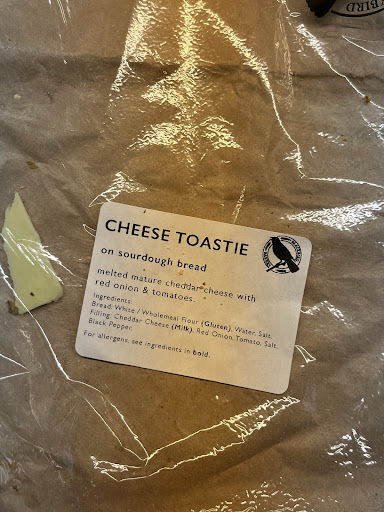 KBIRD
CHEESE TOASTIE
on sourdough bread
melted mature cheddar cheese with
red onion & tomatoes.
Ingredients:
Bread: White / Wholemeal Flour (Gluten), Water, Salt.
Filling: Cheddar Cheese (Milk), Red Onion, Tomato, Salt,
Black Pepper.
For allergens, see ingredients in bold.